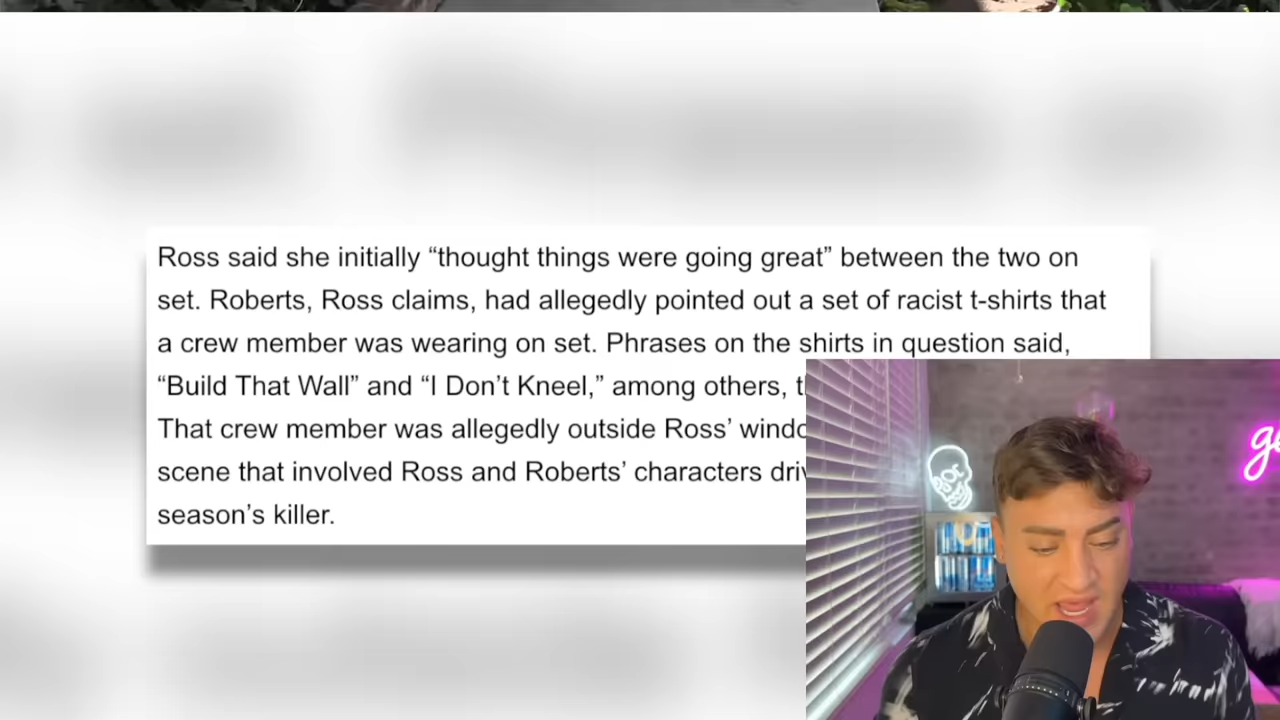 Ross said she initially “thought things were going great” between the two on
set. Roberts, Ross claims, had allegedly pointed out a set of racist t-shirts that
a crew member was wearing on set. Phrases on the shirts in question said,
“Build That Wall” and “I Don’t Kneel,” among others,
That crew member was allegedly outside Ross’
scene that involved Ross and Roberts’ characters
season’s killer.